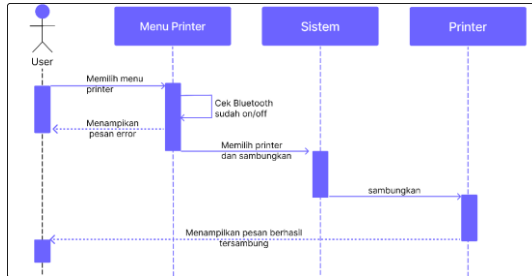 Menu Printer
Sistem
Printer
User
Memilih menu
printer
Cek Bluetooth
sudah on/off
Menampikan
pesan error
Memilih printer
dan sambungkan
sambungkan
Menampilkan pesan berhasil
tersambung